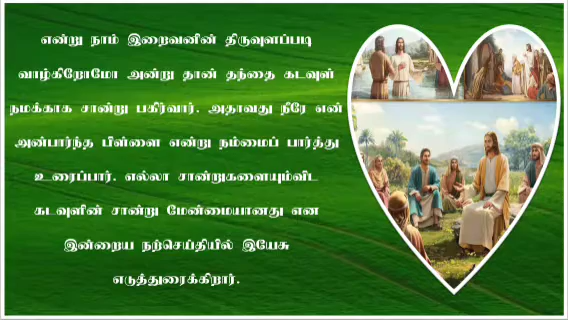 என்று நாம் இறைவனின் திருவுளப்படி
வாழ்கிறோமோ அன்று தான் தந்தை கடவுள்
நமக்காக சான்று பகிர்வார். அதாவது நீரே என்
அன்பார்ந்த பிள்ளை என்று நம்மைப் பார்த்து
உரைப்பார். எல்லா சான்றுகளையும்விட
கடவுளின் சான்று மேன்மையானது என
இன்றைய நற்செய்தியில் இயேசு
எடுத்துரைக்கிறார்.